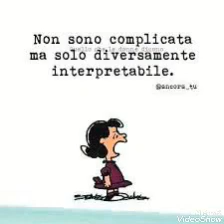 Non sono complicata
ma solo diversamente
interpretabile.
@ancora_tu
VideoShow